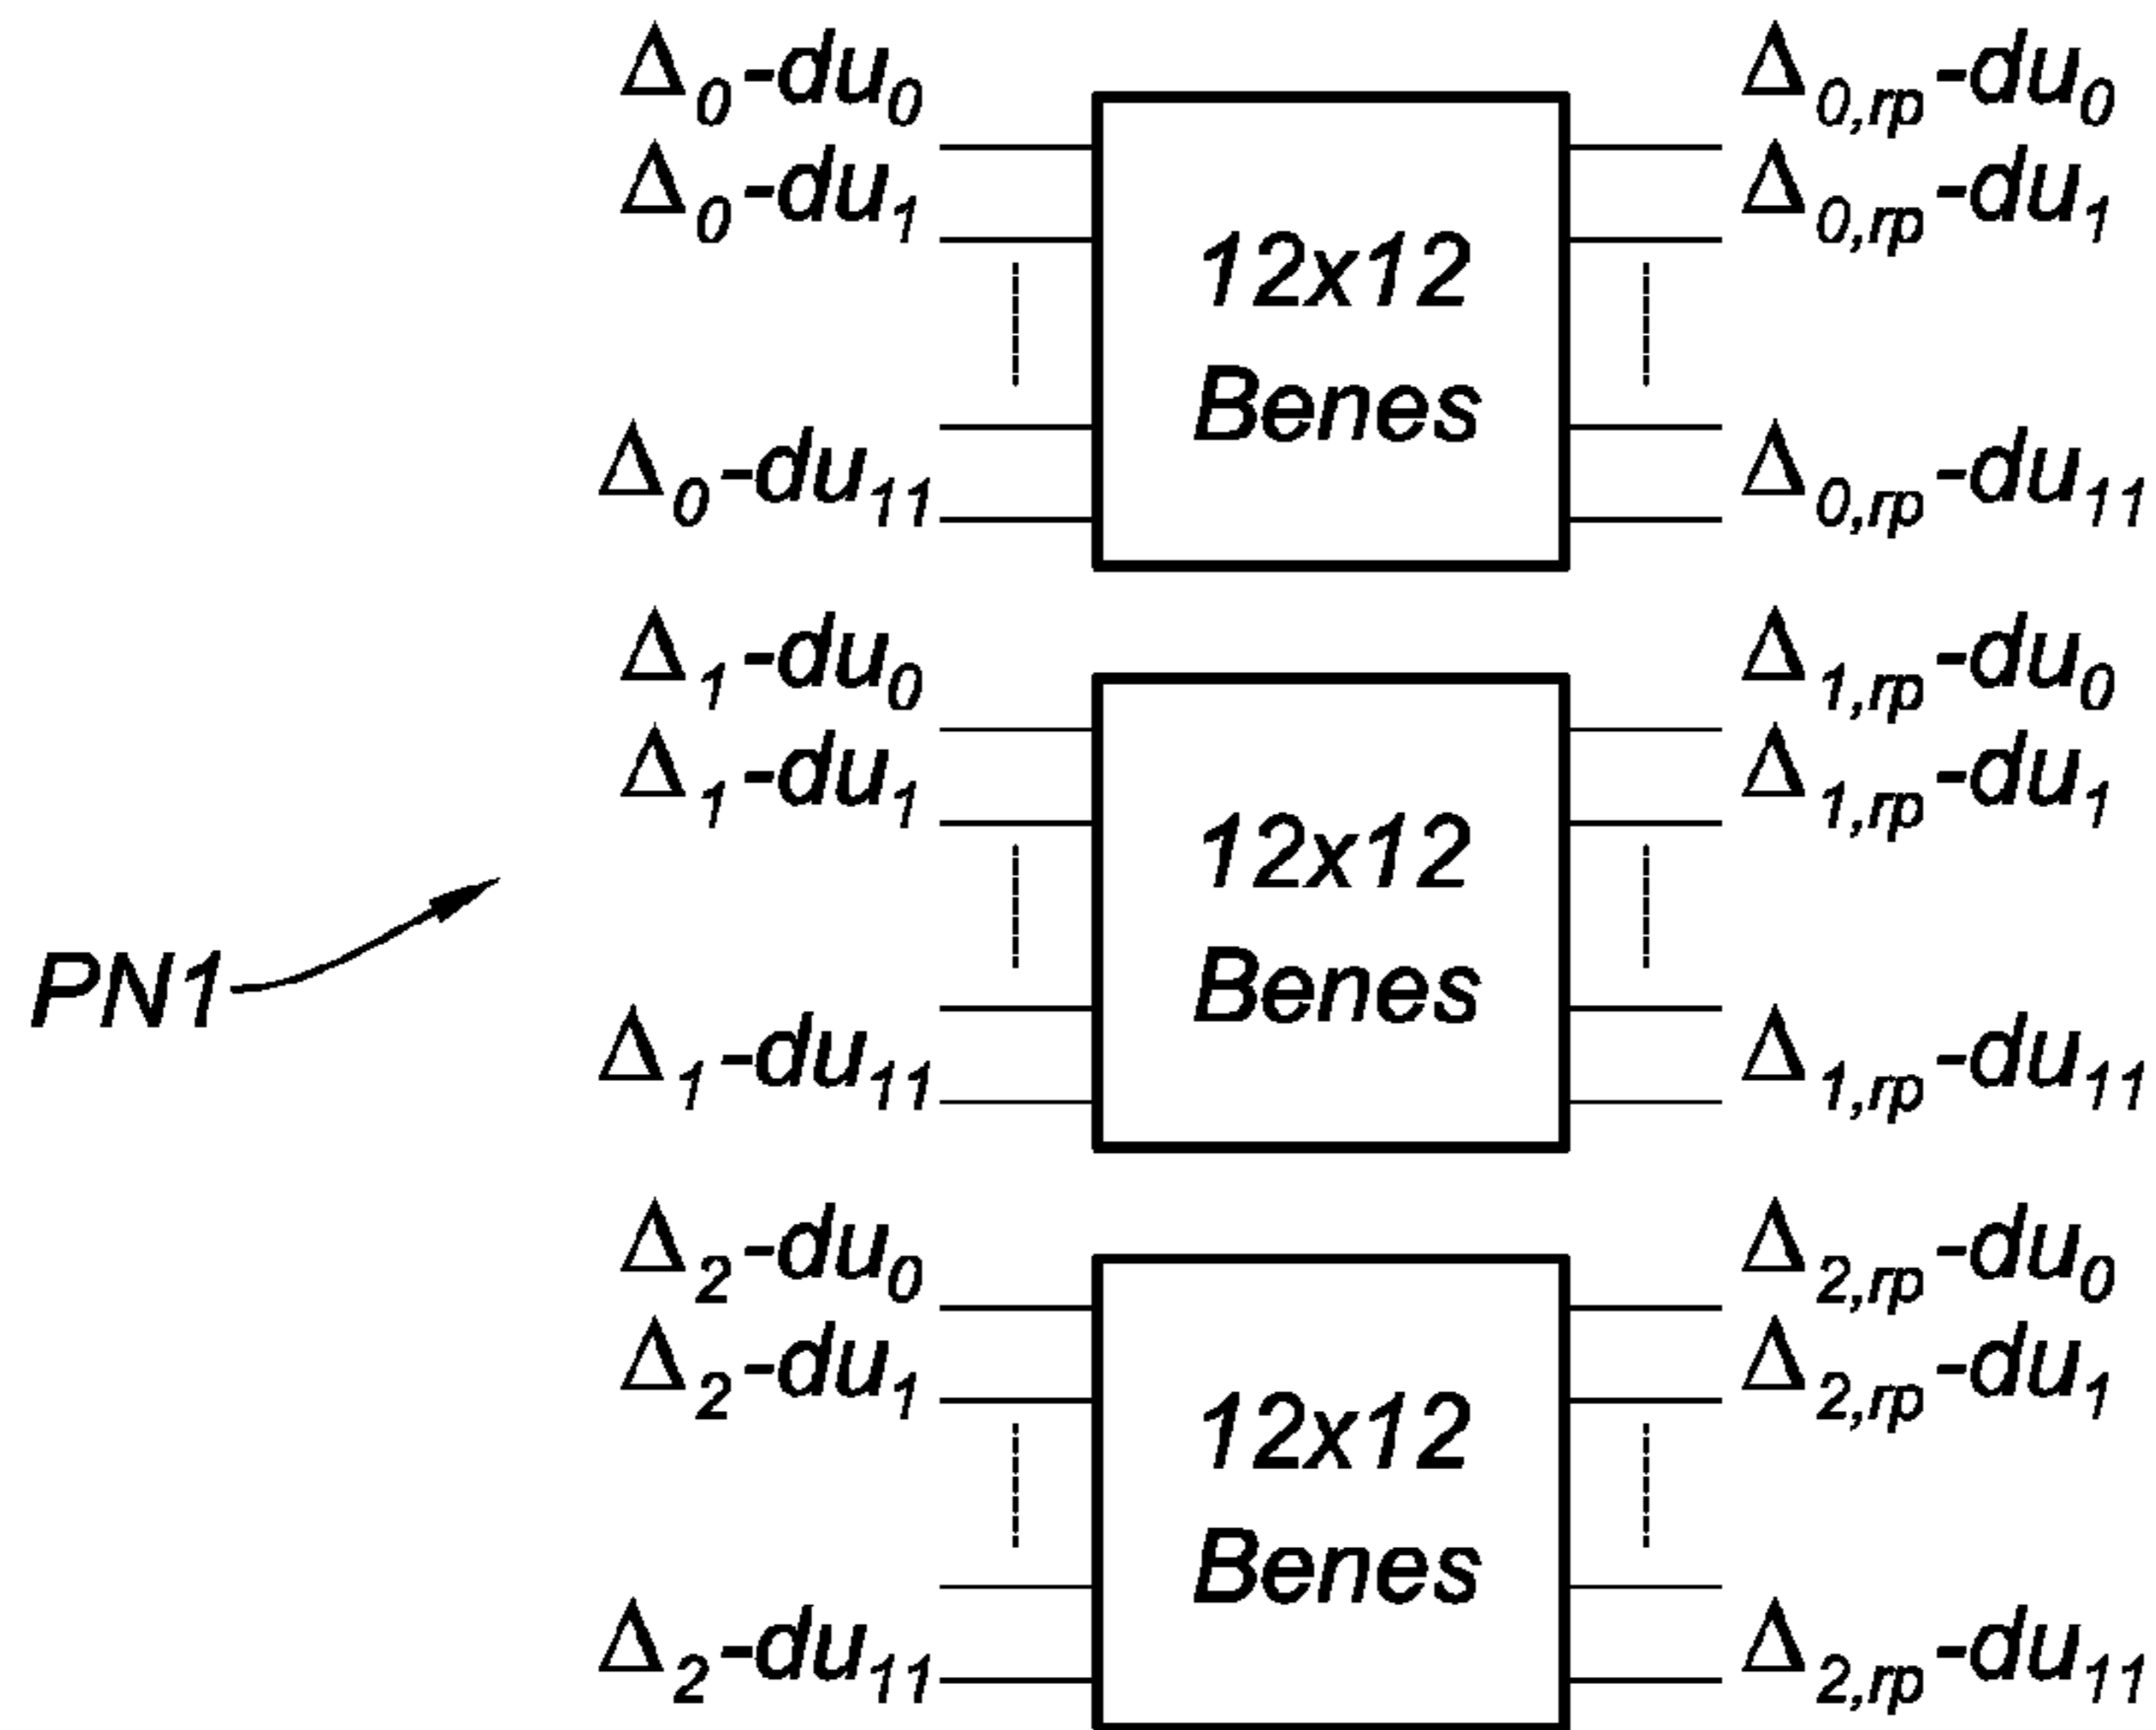 Δ₀-du₀
Δ₀-du₁
Δ₀-du₁₁
12x12
Benes
Δ₀,rp-du₀
Δ₀,rp-du₁
Δ₀,rp-du₁₁
PN1
Δ₁-du₀
Δ₁-du₁
Δ₁-du₁₁
12x12
Benes
Δ₁,rp-du₀
Δ₁,rp-du₁
Δ₁,rp-du₁₁
Δ₂-du₀
Δ₂-du₁
Δ₂-du₁₁
12x12
Benes
Δ₂,rp-du₀
Δ₂,rp-du₁
Δ₂,rp-du₁₁